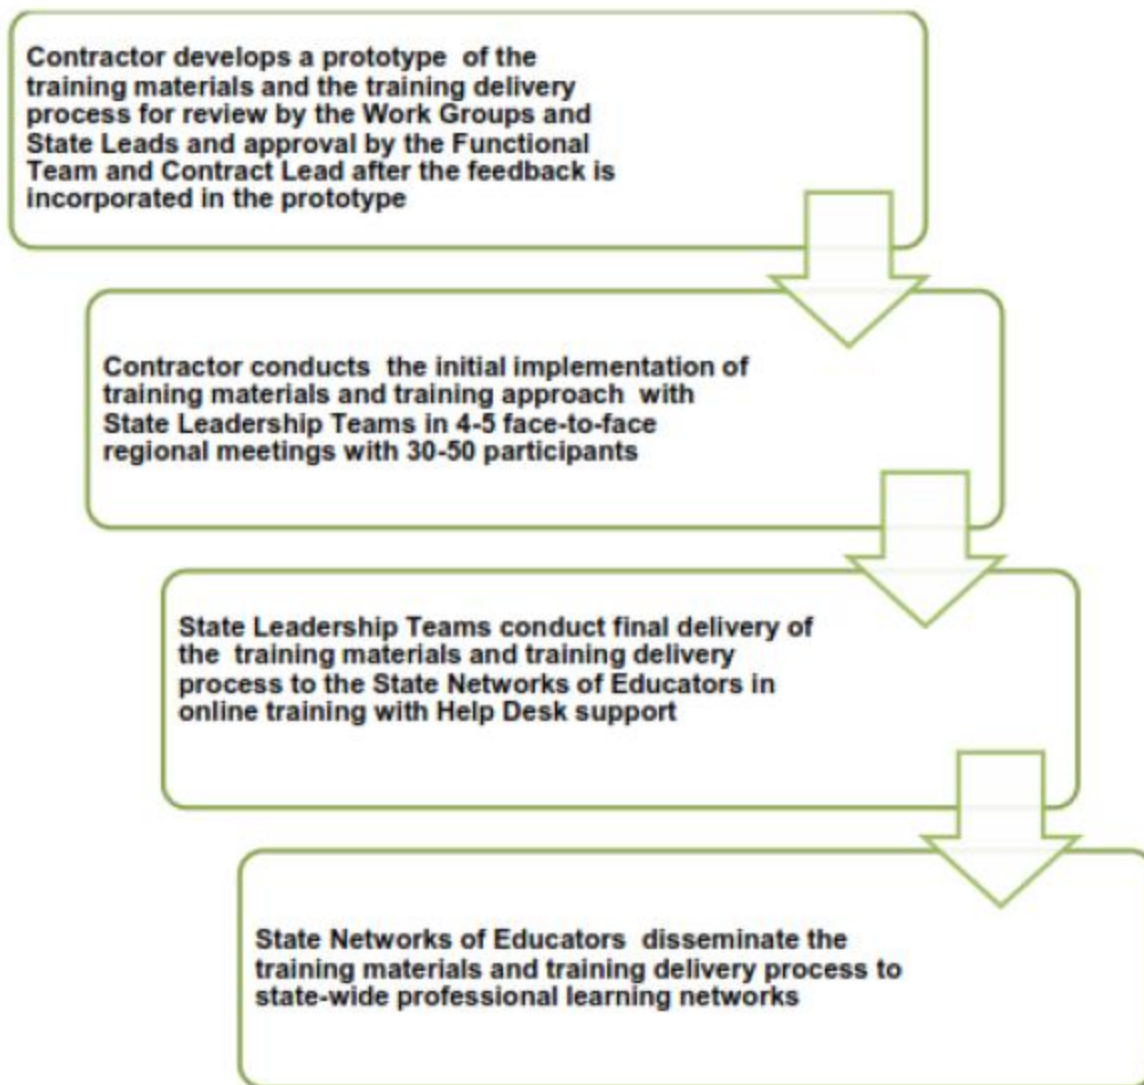 Contractor develops a prototype of the
training materials and the training delivery
process for review by the Work Groups and
State Leads and approval by the Functional
Team and Contract Lead after the feedback is
incorporated in the prototype
Contractor conducts the initial implementation of
training materials and training approach with
State Leadership Teams in 4-5 face-to-face
regional meetings with 30-50 participants
State Leadership Teams conduct final delivery of
the training materials and training delivery
process to the State Networks of Educators in
online training with Help Desk support
State Networks of Educators disseminate the
training materials and training delivery process to
state-wide professional learning networks